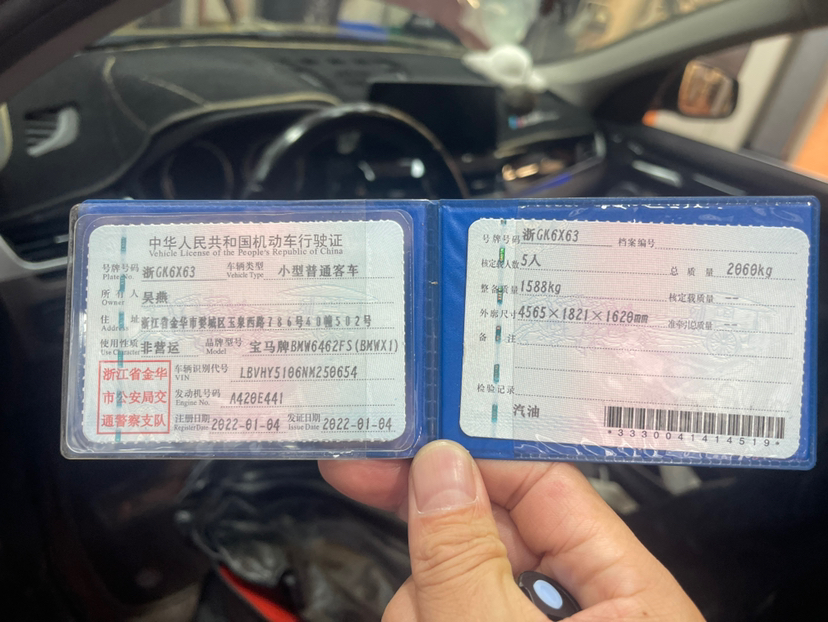 中华人民共和国机动车行驶证
Vehicle License of the People's Republic of China
号牌号码 浙GK6X63 车辆类型 小型普通客车
Plate No. Vehicle Type
所有人 吴燕
Owner
住址 浙江省金华市婺城区玉泉西路786号40幢502号
Address
使用性质 非营运 品牌型号 宝马牌BMW6462FS(BMWX1)
Use Character Model
浙江省金华
市公安局交
通警察支队
车辆识别代号 LBVHY5106NM250654
VIN
发动机号码 A420E441
Engine No.
注册日期 2022-01-04 发证日期 2022-01-04
Register Date Issue Date
号牌号码 浙GK6X63 档案编号
核定载人数 5人 总质量 2060kg
整备质量 1588kg 核定载质量 --
外廓尺寸 4565×1821×1620mm 准牵引总质量 --
备注
检验记录
汽油
*3330041414519*